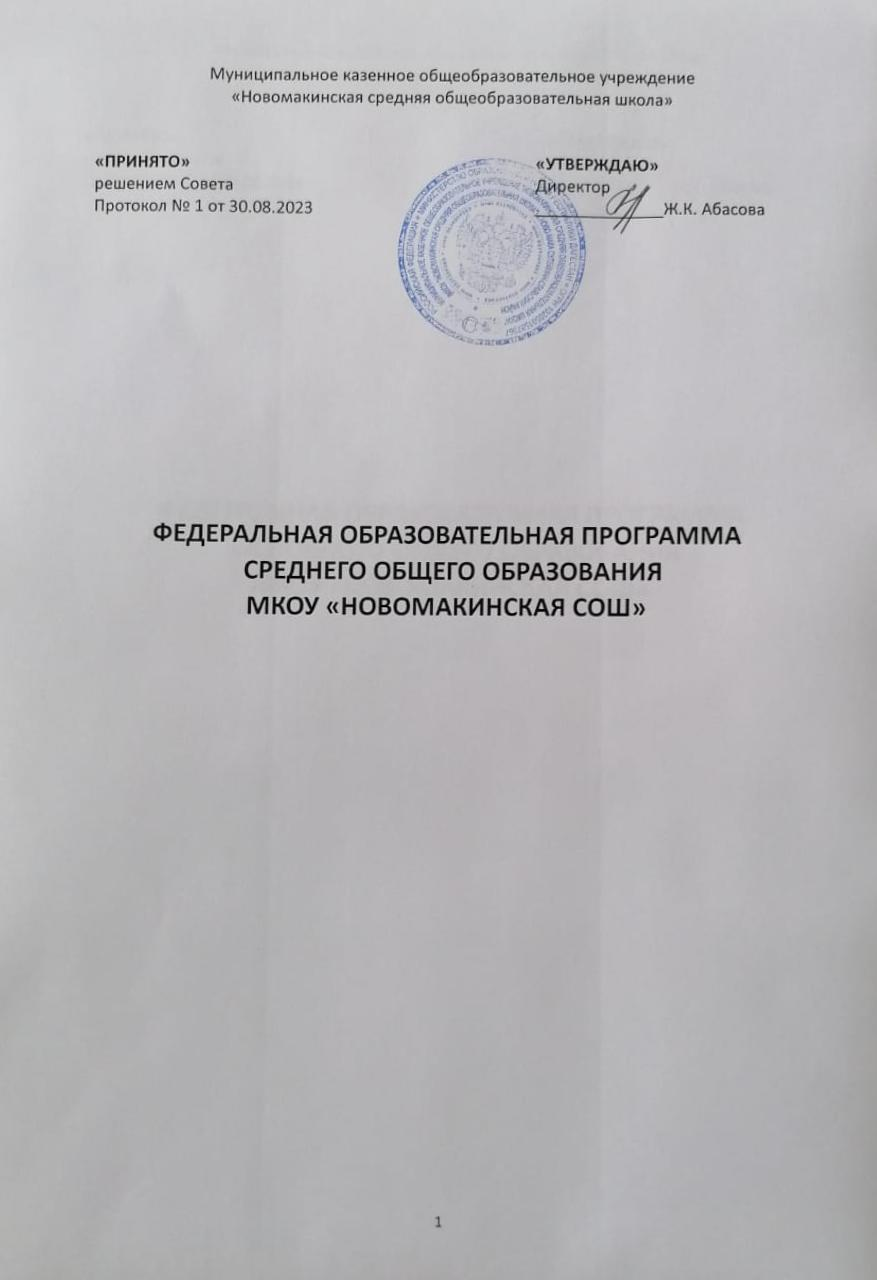 Муниципальное казенное общеобразовательное учреждение
«Новомакинская средняя общеобразовательная школа»
«ПРИНЯТО»
решением Совета
Протокол № 1 от 30.08.2023
«УТВЕРЖДАЮ»
Директор
Ж.К. Абасова
ФЕДЕРАЛЬНАЯ ОБРАЗОВАТЕЛЬНАЯ ПРОГРАММА
СРЕДНЕГО ОБЩЕГО ОБРАЗОВАНИЯ
МКОУ «НОВОМАКИНСКАЯ СОШ»
1